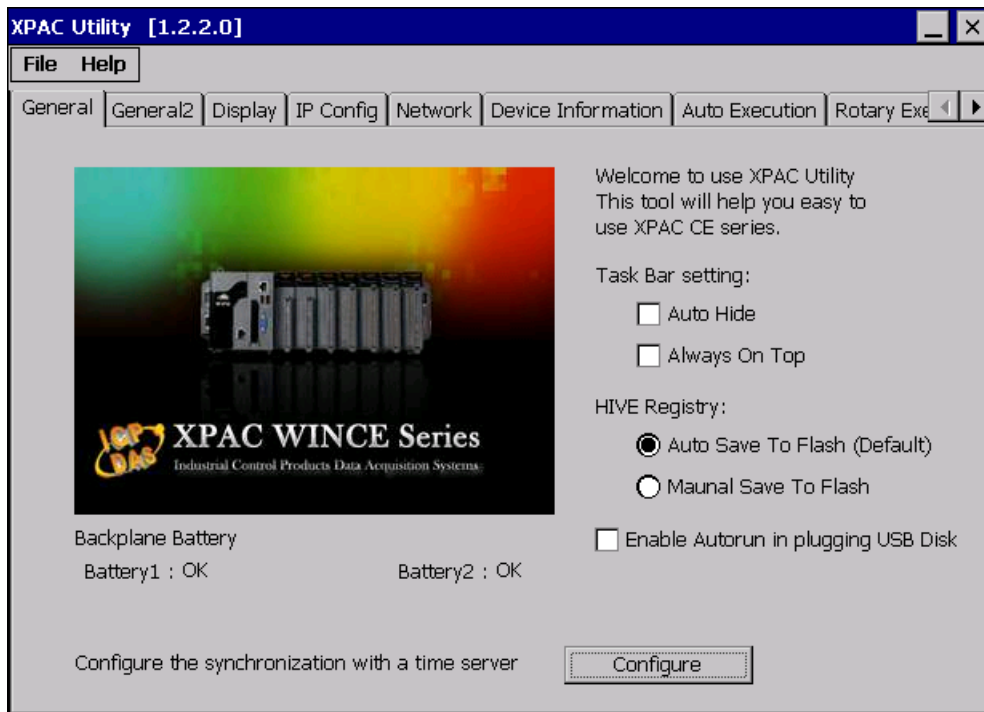 XPAC Utility [1.2.2.0]
File Help
General General2 Display IP Config Network Device Information Auto Execution Rotary Exe
Welcome to use XPAC Utility
This tool will help you easy to
use XPAC CE series.
Task Bar setting:
Auto Hide
Always On Top
HIVE Registry:
Auto Save To Flash (Default)
Maunal Save To Flash
Enable Autorun in plugging USB Disk
ICP
DAS
XPAC WINCE Series
Industrial Control Products Data Acquisition Systems
Backplane Battery
Battery1 : OK Battery2 : OK
Configure the synchronization with a time server Configure